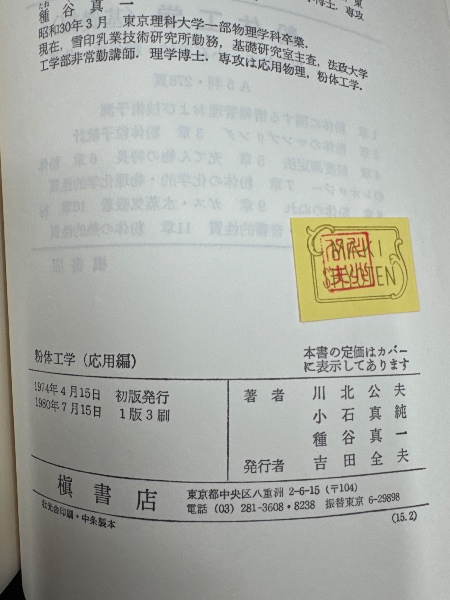 種谷真一
昭和30年3月 東京理科大学一部物理学科卒業.
現在,雪印乳業技術研究所勤務,基礎研究室主査,法政大学
工学部非常勤講師.理学博士.専攻は応用物理,粉体工学.
粉体工学(応用編)
本書の定価はカバー
に表示してあります
1974年4月15日 初版発行
1980年7月15日 1版3刷
著者 川北公夫
小石真純
種谷真一
発行者 吉田全夫
槇書店
東京都中央区八重洲2-6-15(〒104)
電話(03)281-3608・8238 振替東京6-29898
社光舎印刷・中条製本
(15.2)